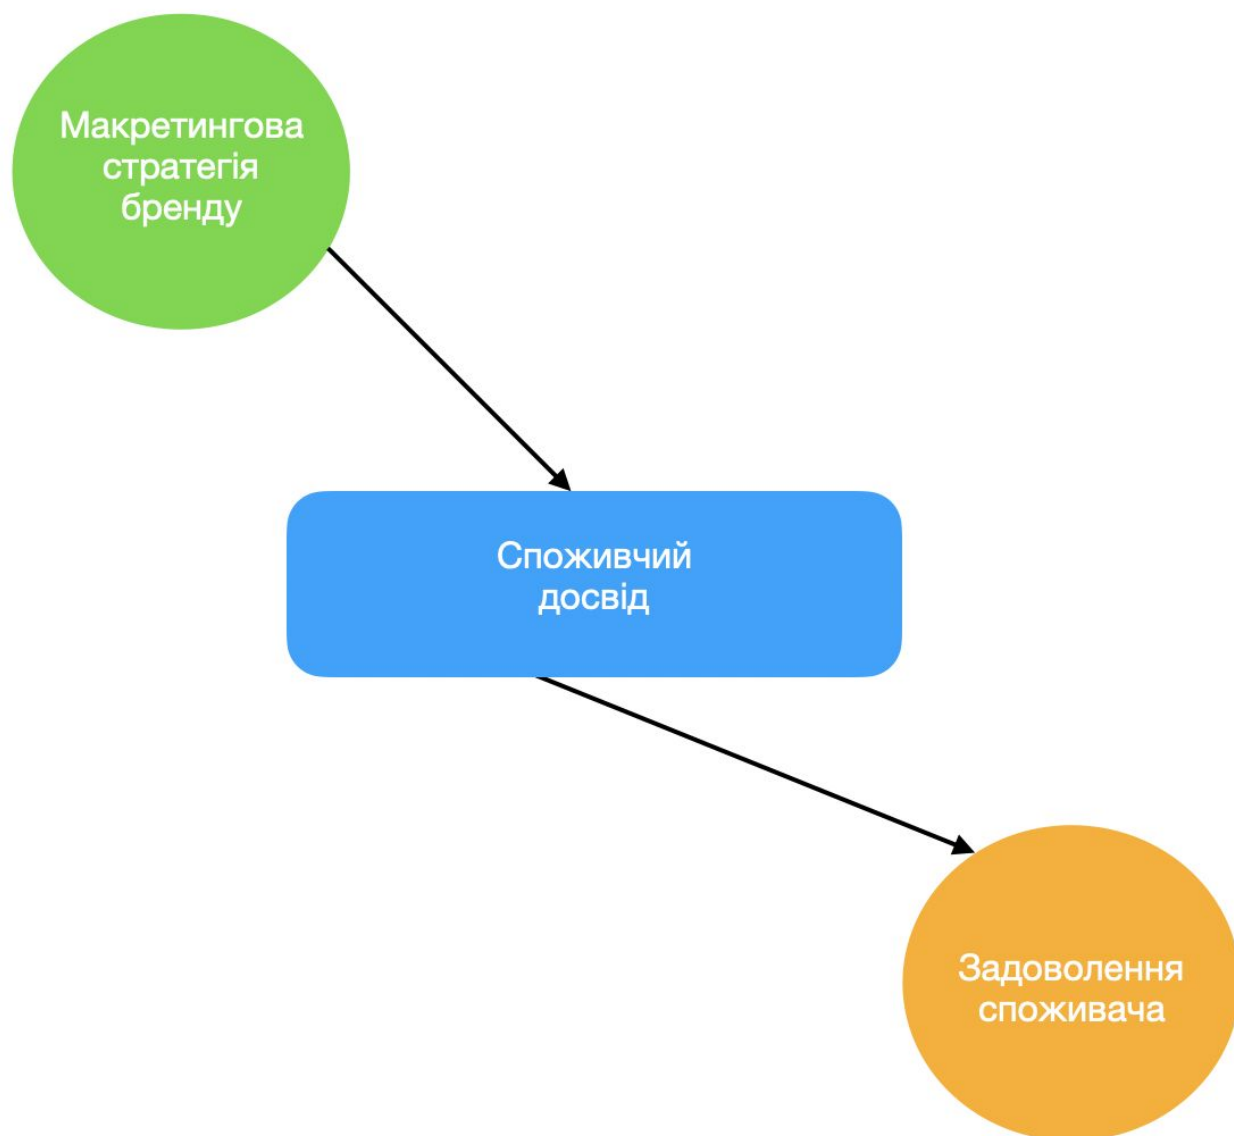 Макретингова
стратегія
бренду
Споживчий
досвід
Задоволення
споживача